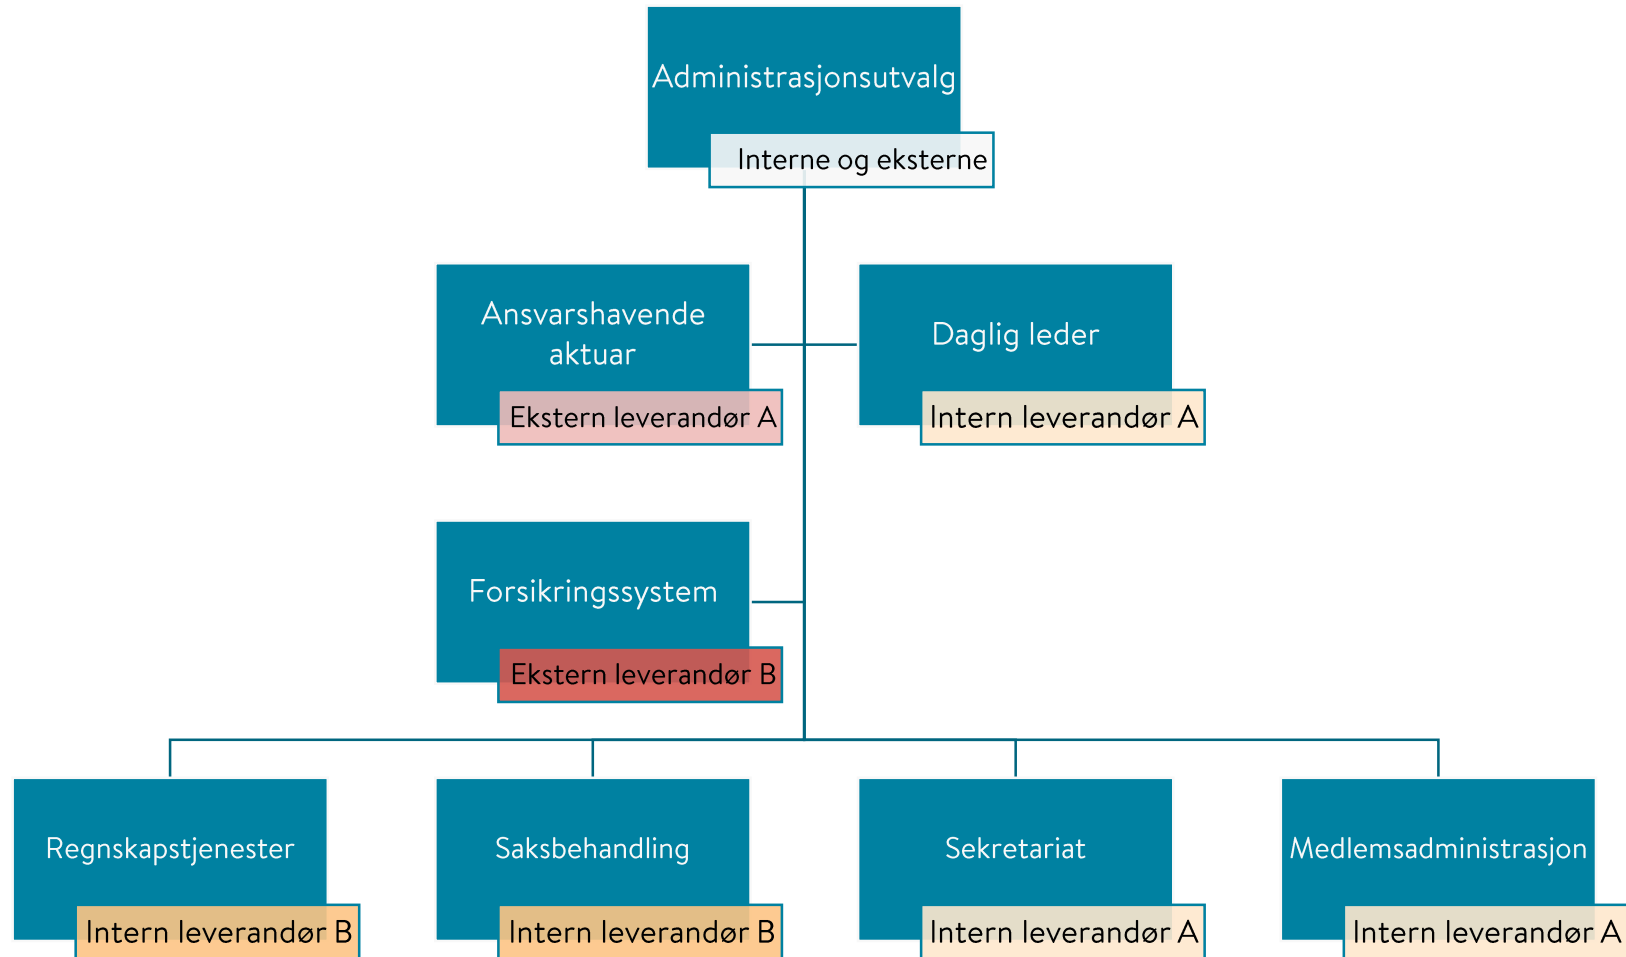 Administrasjonsutvalg
Interne og eksterne
Ansvarshavende
aktuar
Ekstern leverandør A
Daglig leder
Intern leverandør A
Forsikringssystem
Ekstern leverandør B
Regnskapstjenester
Intern leverandør B
Saksbehandling
Intern leverandør B
Sekretariat
Intern leverandør A
Medlemsadministrasjon
Intern leverandør A